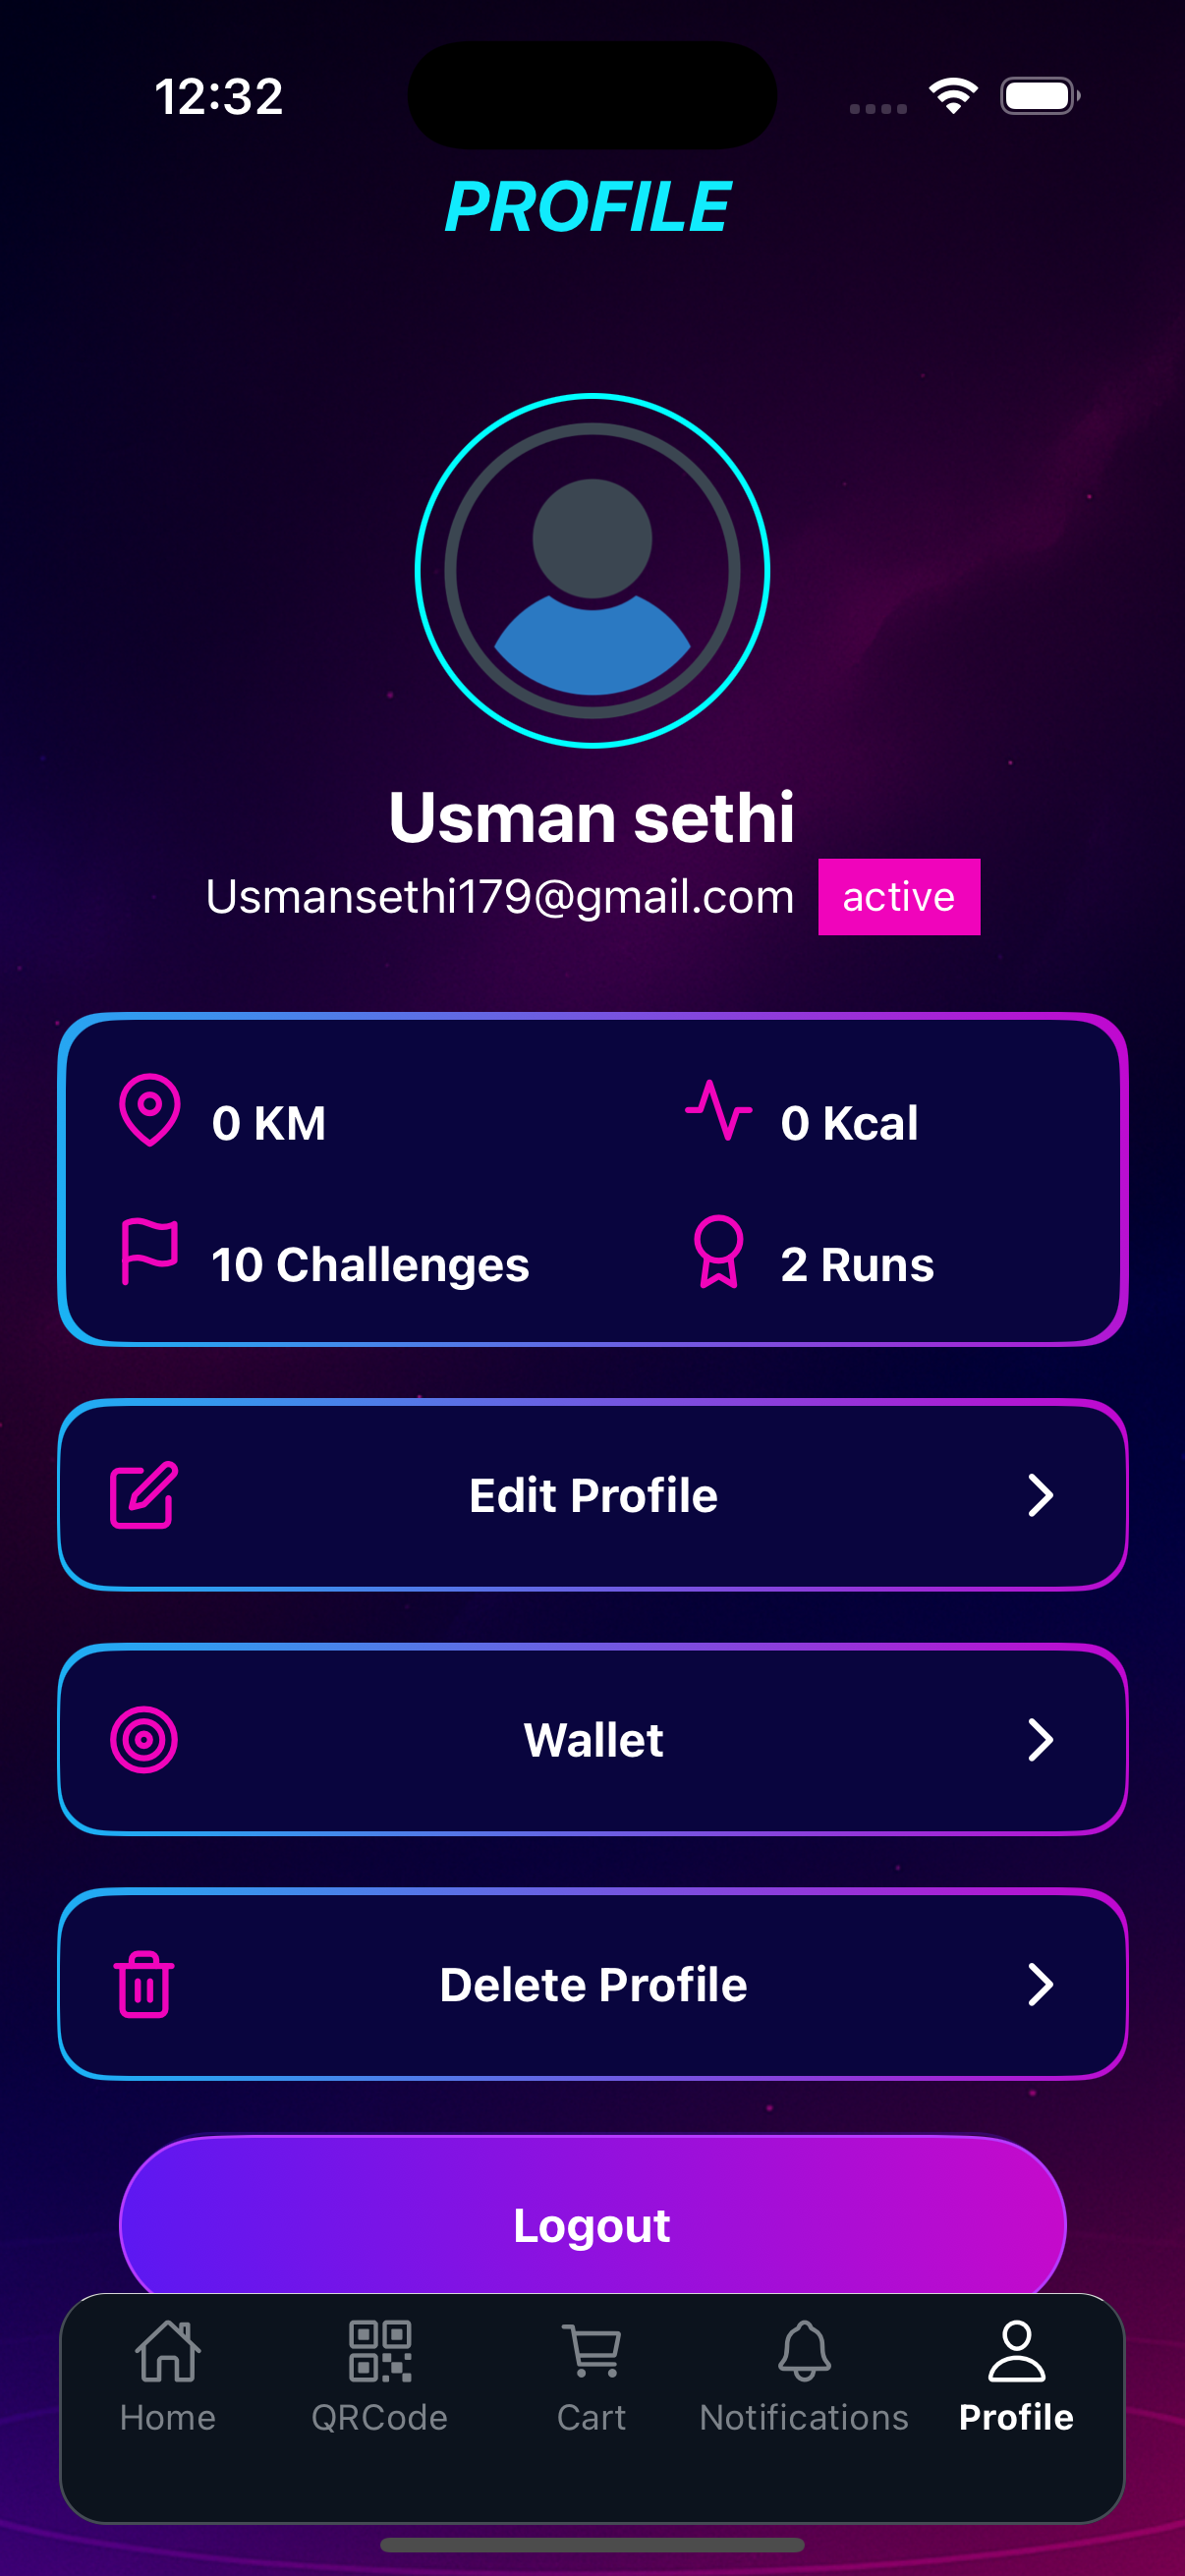 12:32
PROFILE
Usman sethi
Usmansethi179@gmail.com active
0 KM 0 Kcal
10 Challenges 2 Runs
Edit Profile
Wallet
Delete Profile
Logout
Home QRCode Cart Notifications Profile